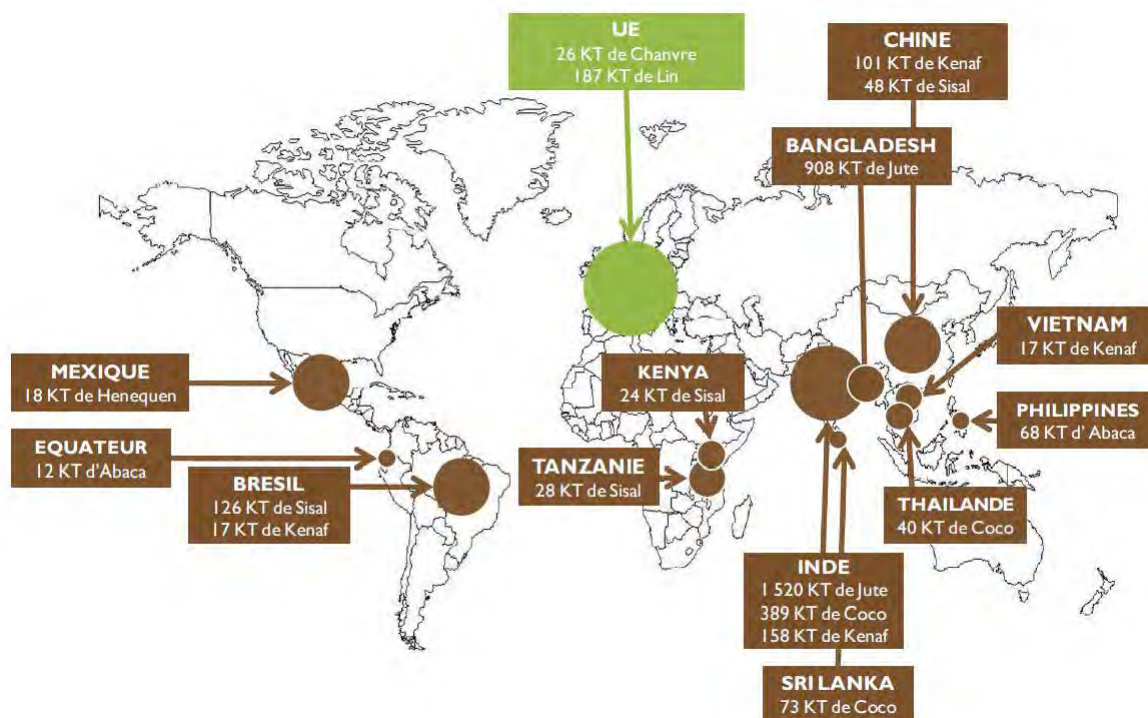 UE
26 KT de Chanvre
187 KT de Lin
CHINE
101 KT de Kenaf
48 KT de Sisal
BANGLADESH
908 KT de Jute
VIETNAM
17 KT de Kenaf
MEXIQUE
18 KT de Henequen
KENYA
24 KT de Sisal
PHILIPPINES
68 KT d' Abaca
EQUATEUR
12 KT d'Abaca
BRESIL
126 KT de Sisal
17 KT de Kenaf
TANZANIE
28 KT de Sisal
THAILANDE
40 KT de Coco
INDE
1 520 KT de Jute
389 KT de Coco
158 KT de Kenaf
SRI LANKA
73 KT de Coco